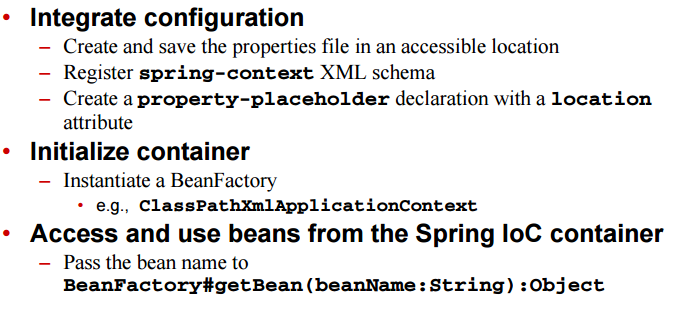 • Integrate configuration
– Create and save the properties file in an accessible location
– Register spring-context XML schema
– Create a property-placeholder declaration with a location
attribute
• Initialize container
– Instantiate a BeanFactory
• e.g., ClassPathXmlApplicationContext
• Access and use beans from the Spring IoC container
– Pass the bean name to
BeanFactory#getBean(beanName:String):Object